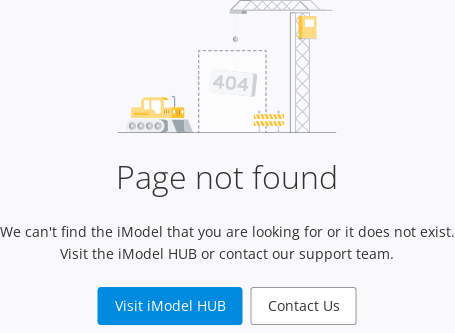 404
Page not found
We can't find the iModel that you are looking for or it does not exist.
Visit the iModel HUB or contact our support team.
Visit iModel HUB
Contact Us